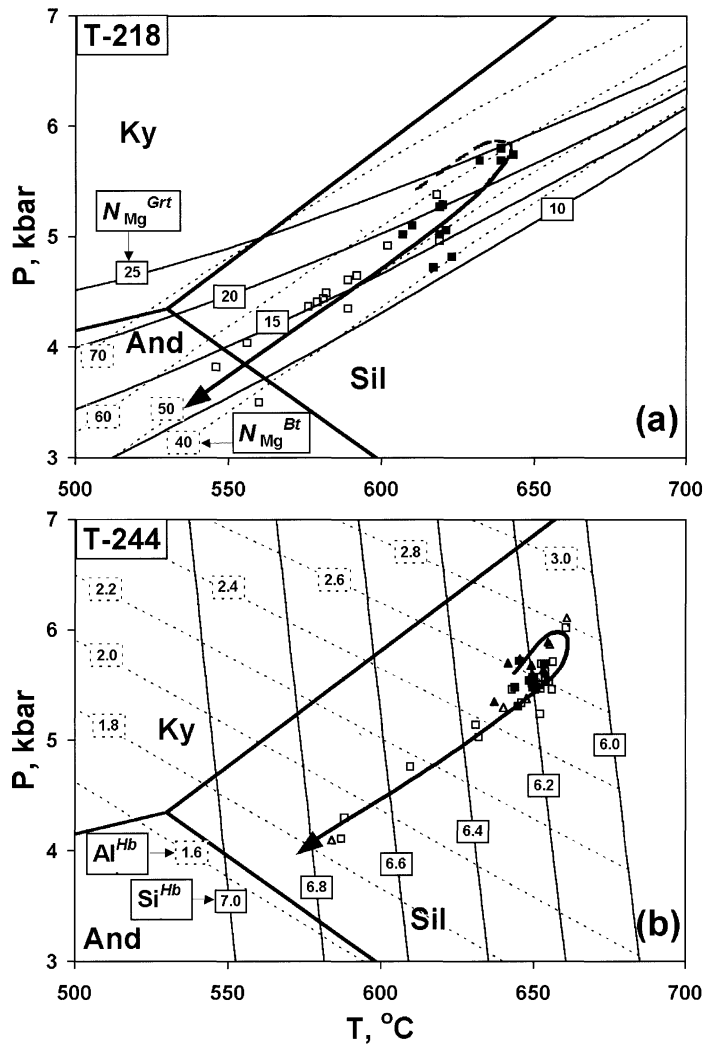 7
T-218
6
Ky
N Mg Grt
10
5
25
20
15
4
And
70
Sil
60
50
40
N Mg Bt
(a)
3
500
550
600
650
700
P, kbar
7
T-244
2.8
3.0
2.2
2.4
2.6
6
2.0
1.8
Ky
6.0
5
6.2
6.4
Al Hb
1.6
6.6
4
6.8
Si Hb
7.0
Sil
And
(b)
3
500
550
600
650
700
P, kbar
T, °C